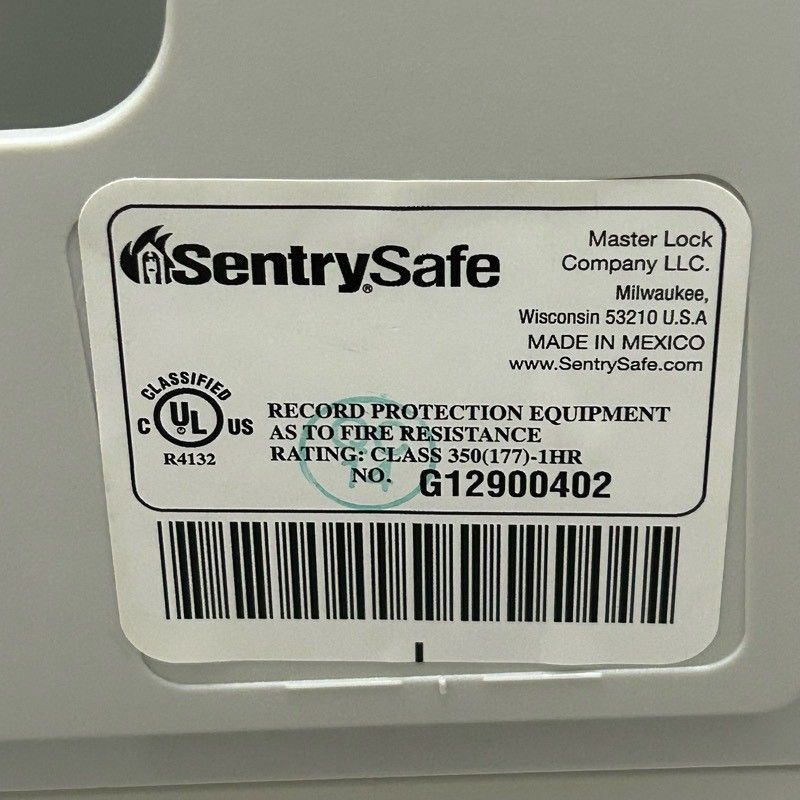 SentrySafe®
Master Lock
Company LLC.
Milwaukee,
Wisconsin 53210 U.S.A
MADE IN MEXICO
www.SentrySafe.com
CLASSIFIED
C UL® US
R4132
RECORD PROTECTION EQUIPMENT
AS TO FIRE RESISTANCE
RATING: CLASS 350(177)-1HR
NO. G12900402